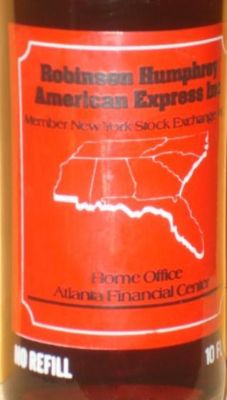 Robinson Humphrey
American Express Inc.
Member New York Stock Exchange
Home Office
Atlanta Financial Center
NO REFILL
10 FL